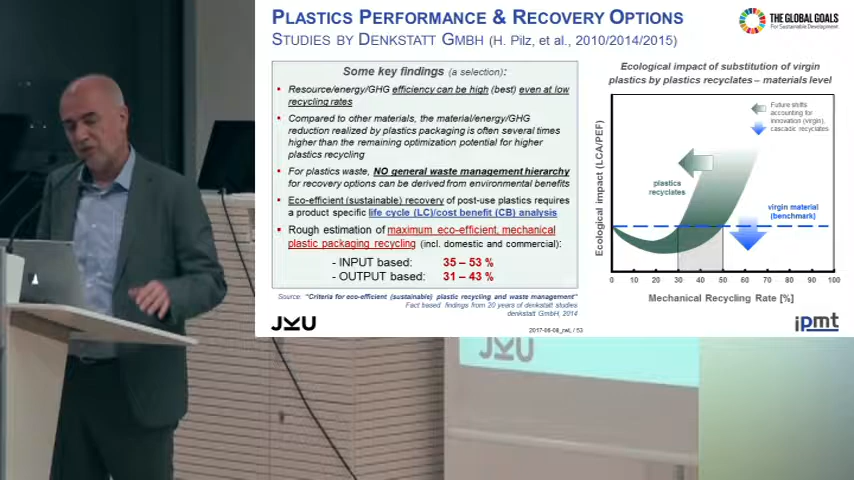 PLASTICS PERFORMANCE & RECOVERY OPTIONS
STUDIES BY DENKSTATT GMBH (H. Pilz, et al., 2010/2014/2015)
THE GLOBAL GOALS
For Sustainable Development
Some key findings (a selection):
• Resource/energy/GHG efficiency can be high (best) even at low
recycling rates
• Compared to other materials, the material/energy/GHG
reduction realized by plastics packaging is often several times
higher than the remaining optimization potential for higher
plastics recycling
• For plastics waste, NO general waste management hierarchy
for recovery options can be derived from environmental benefits
• Eco-efficient (sustainable) recovery of post-use plastics requires
a product specific life cycle (LC)/cost benefit (CB) analysis
• Rough estimation of maximum eco-efficient, mechanical
plastic packaging recycling (incl. domestic and commercial):
- INPUT based: 35 – 53 %
- OUTPUT based: 31 – 43 %
Source "Criteria for eco-efficient (sustainable) plastic recycling and waste management"
Fact based findings from 20 years of denkstatt studies
denkstatt GmbH, 2014
Ecological impact of substitution of virgin
plastics by plastics recyclates – materials level
Future shifts
accounting for
innovation (virgin),
cascadic recyclates
plastics
recyclates
virgin material
(benchmark)
Ecological impact (LCA/PEF)
0 10 20 30 40 50 60 70 80 90 100
Mechanical Recycling Rate [%]
JKU
2017-06-08_rwl, / 53
ipmt
JKU